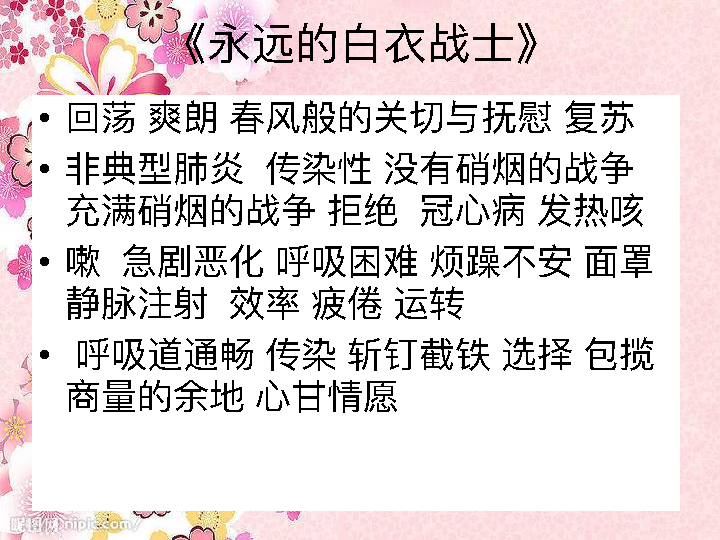 《永远的白衣战士》
• 回荡 爽朗 春风般的关切与抚慰 复苏
• 非典型肺炎  传染性 没有硝烟的战争
充满硝烟的战争 拒绝  冠心病 发热咳
• 嗽  急剧恶化 呼吸困难 烦躁不安 面罩
静脉注射  效率 疲倦 运转
• 呼吸道通畅 传染 斩钉截铁 选择 包揽
商量的余地 心甘情愿
昵图网 nipic.com/